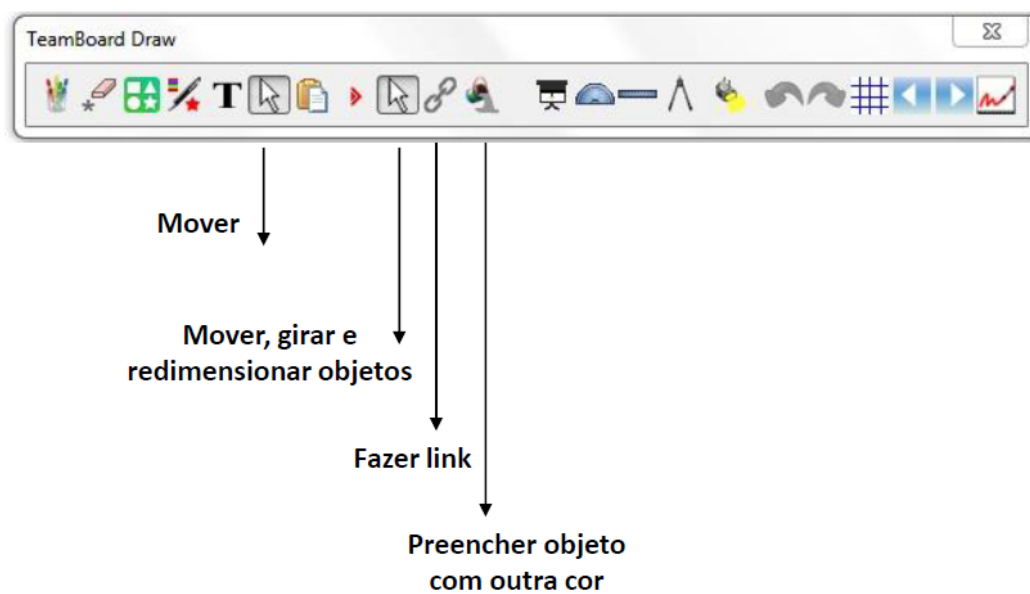 TeamBoard Draw
T
Mover
Mover, girar e
redimensionar objetos
Fazer link
Preencher objeto
com outra cor